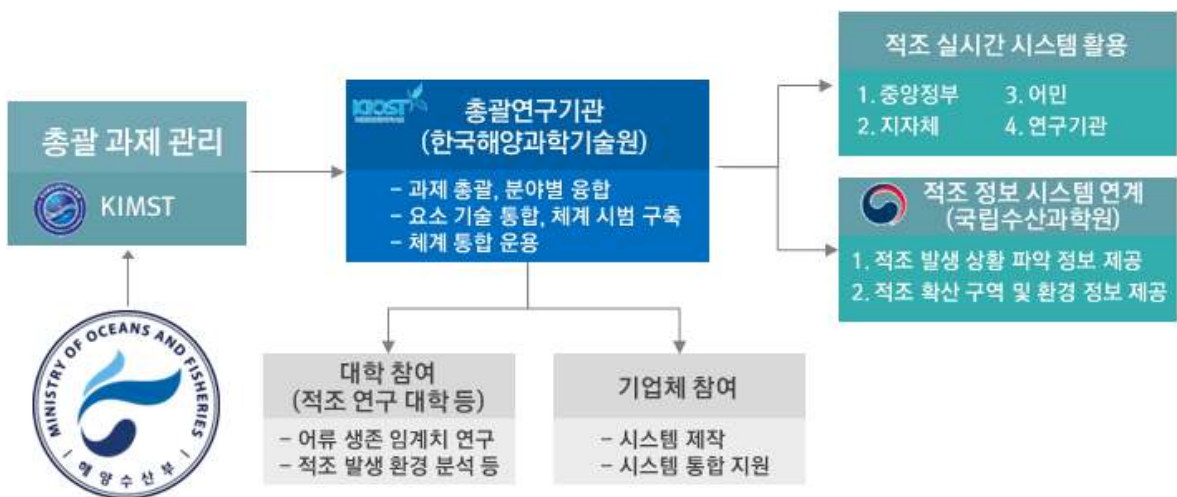 총괄 과제 관리
KIMST
MINISTRY OF OCEANS AND FISHERIES
해양수산부
KIOST
총괄연구기관
(한국해양과학기술원)
- 과제 총괄, 분야별 융합
- 요소 기술 통합, 체계 시범 구축
- 체계 통합 운용
대학 참여
(적조 연구 대학 등)
- 어류 생존 임계치 연구
- 적조 발생 환경 분석 등
기업체 참여
- 시스템 제작
- 시스템 통합 지원
적조 실시간 시스템 활용
1. 중앙정부 3. 어민
2. 지자체 4. 연구기관
적조 정보 시스템 연계
(국립수산과학원)
1. 적조 발생 상황 파악 정보 제공
2. 적조 확산 구역 및 환경 정보 제공